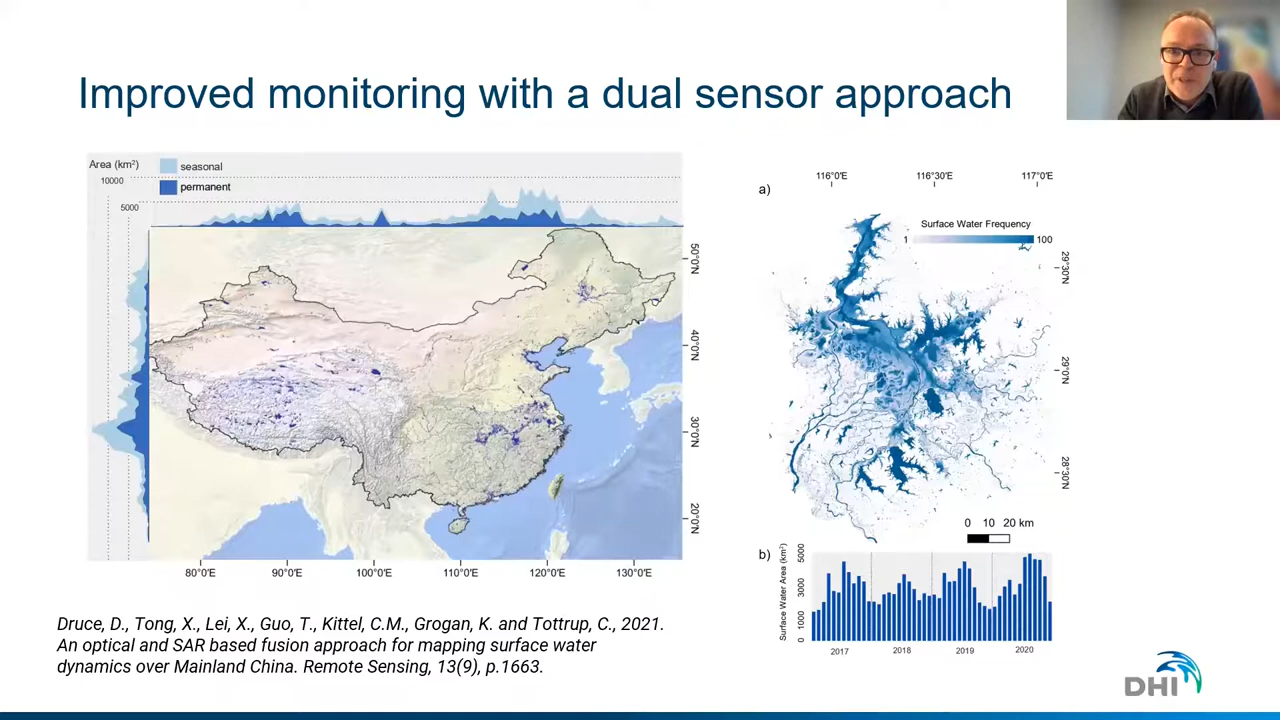 Improved monitoring with a dual sensor approach
Area (km²)
seasonal
10000
permanent
5000
50°0'N
40°0'N
30°0'N
20°0'N
80°0'E 90°0'E 100°0'E 110°0'E 120°0'E 130°0'E
a)
116°0'E 116°30'E 117°0'E
Surface Water Frequency
1 100
29°30'N
29°0'N
28°30'N
0 10 20 km
b)
Surface Water Area (km²)
5000
3000
1000
0
2017 2018 2019 2020
Druce, D., Tong, X., Lei, X., Guo, T., Kittel, C.M., Grogan, K. and Tottrup, C., 2021.
An optical and SAR based fusion approach for mapping surface water
dynamics over Mainland China. Remote Sensing, 13(9), p.1663.
DHI